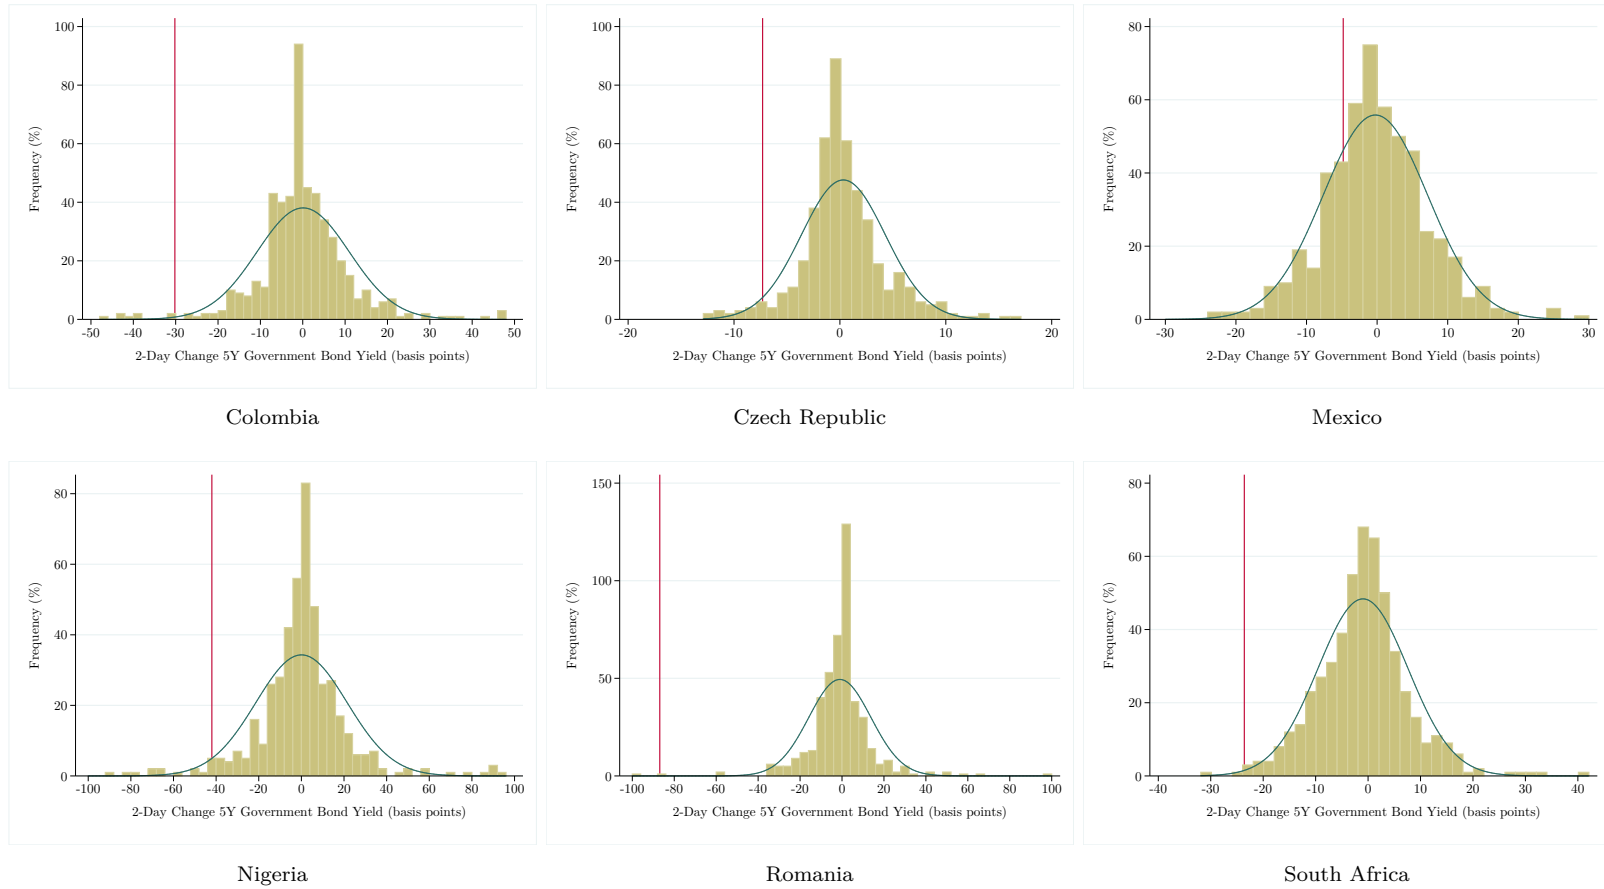 100
80
60
40
20
0
Frequency (%)
-50 -40 -30 -20 -10 0 10 20 30 40 50
2-Day Change 5Y Government Bond Yield (basis points)
Colombia
100
80
60
40
20
0
Frequency (%)
-20 -10 0 10 20
2-Day Change 5Y Government Bond Yield (basis points)
Czech Republic
80
60
40
20
0
Frequency (%)
-30 -20 -10 0 10 20 30
2-Day Change 5Y Government Bond Yield (basis points)
Mexico
80
60
40
20
0
Frequency (%)
-100 -80 -60 -40 -20 0 20 40 60 80 100
2-Day Change 5Y Government Bond Yield (basis points)
Nigeria
150
100
50
0
Frequency (%)
-100 -80 -60 -40 -20 0 20 40 60 80 100
2-Day Change 5Y Government Bond Yield (basis points)
Romania
80
60
40
20
0
Frequency (%)
-40 -30 -20 -10 0 10 20 30 40
2-Day Change 5Y Government Bond Yield (basis points)
South Africa